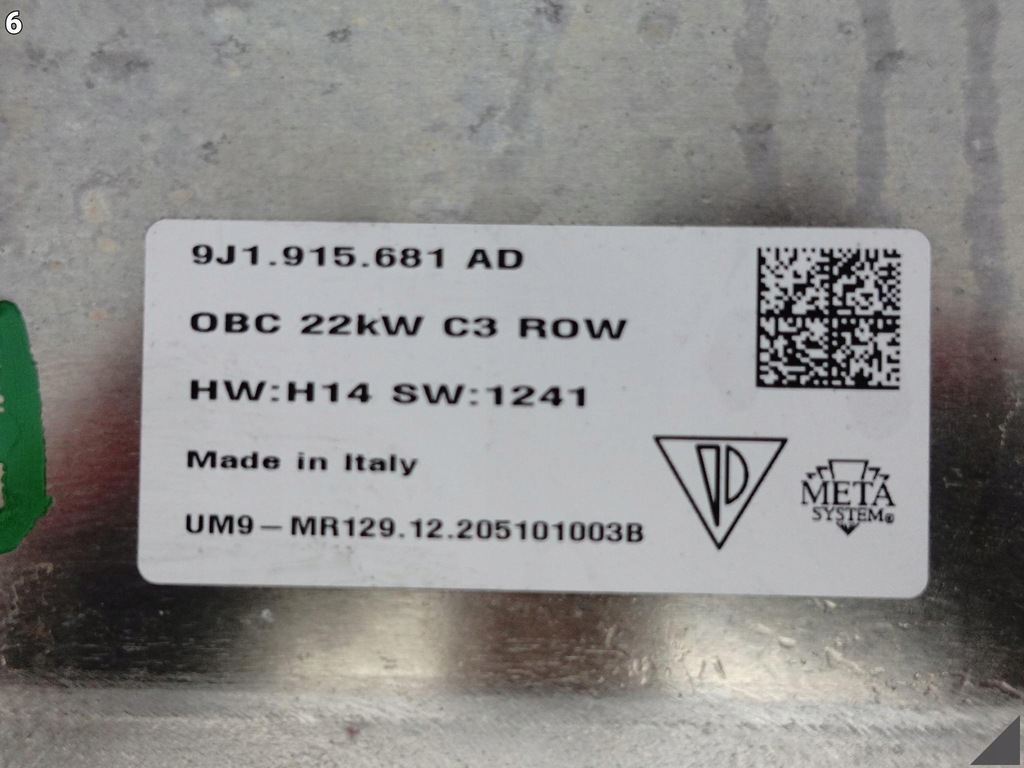 6
9J1.915.681 AD
OBC 22kW C3 ROW
HW:H14 SW:1241
Made in Italy
UM9–MR129.12.205101003B
META
SYSTEM®